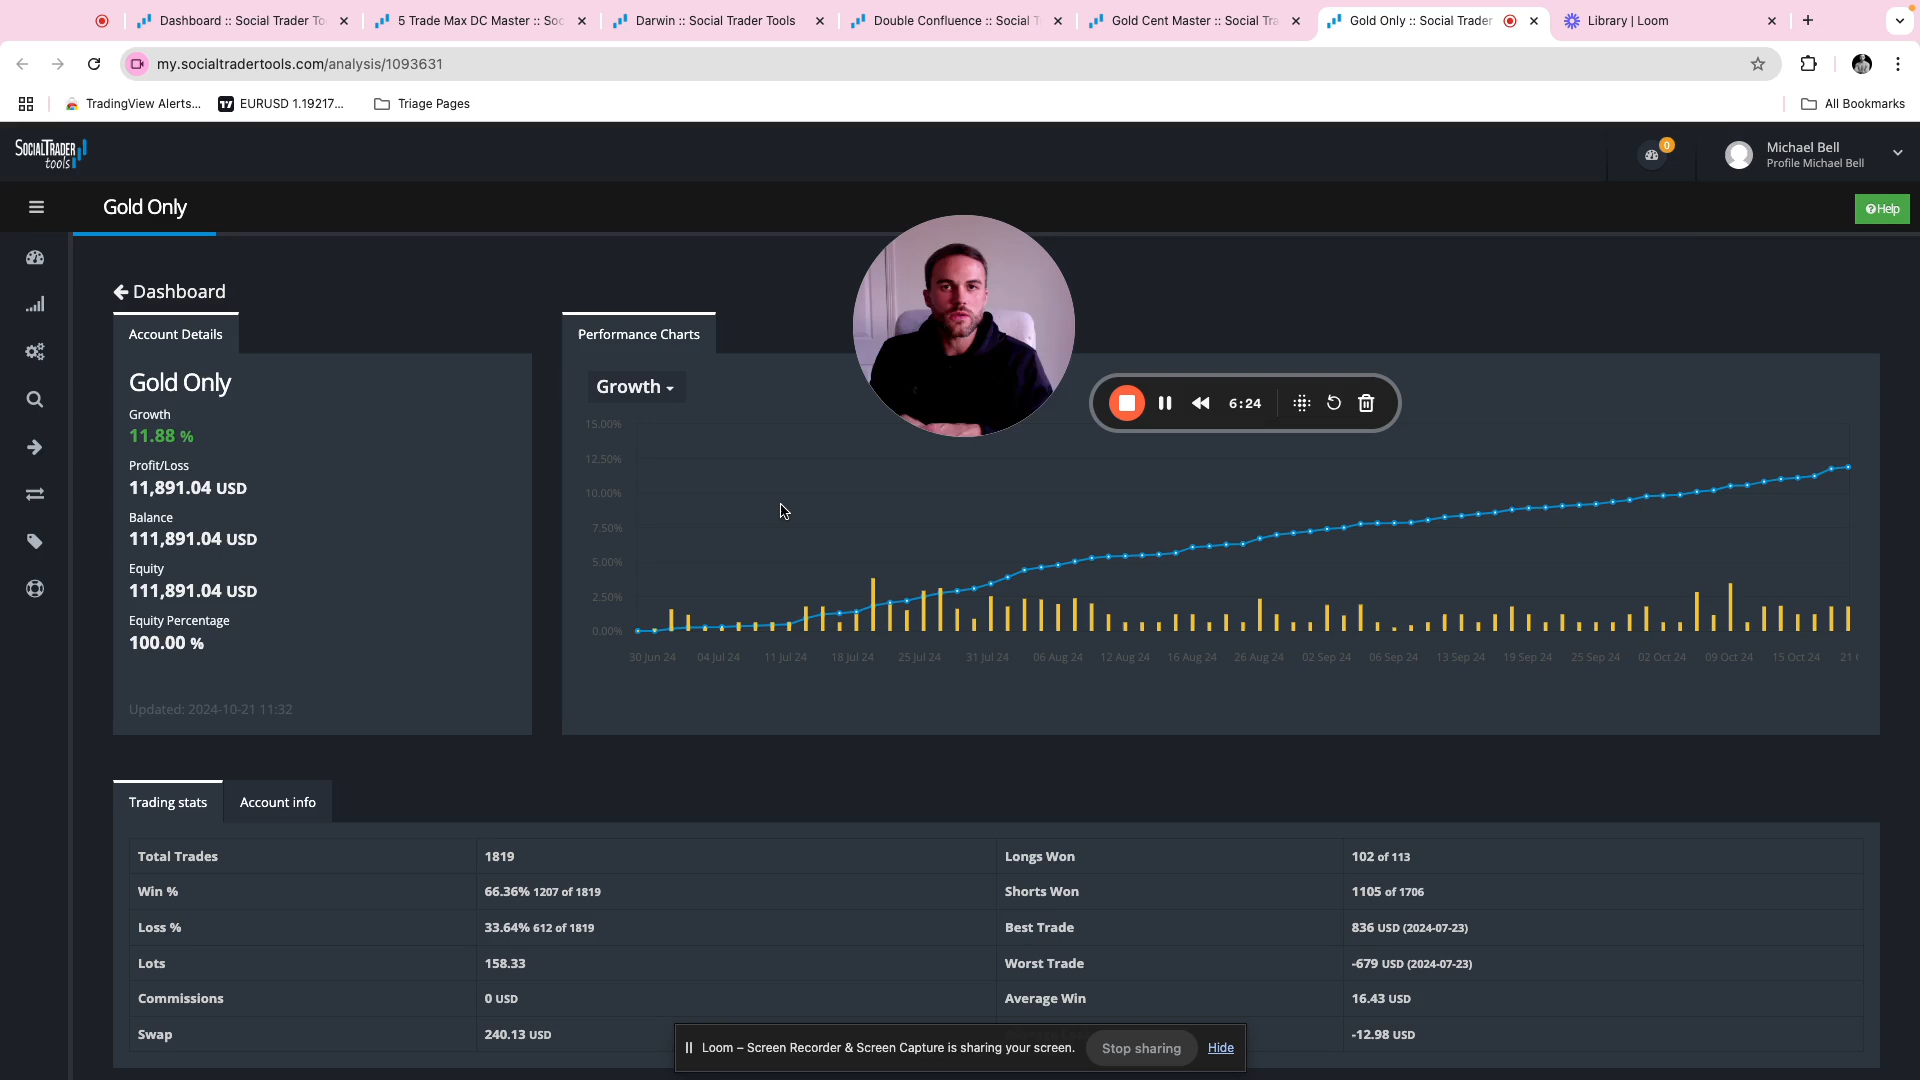 Dashboard :: Social Trader To
5 Trade Max DC Master :: Soc
Darwin :: Social Trader Tools
Double Confluence :: Social T
Gold Cent Master :: Social Tra
Gold Only :: Social Trader
Library | Loom
my.socialtradertools.com/analysis/1093631
TradingView Alerts...
EURUSD 1.19217...
Triage Pages
All Bookmarks
SOCIALTRADER
tools
0
Michael Bell
Profile Michael Bell
Gold Only
Help
Dashboard
Account Details
Performance Charts
Gold Only
Growth
11.88 %
Profit/Loss
11,891.04 USD
Balance
111,891.04 USD
Equity
111,891.04 USD
Equity Percentage
100.00 %
Updated: 2024-10-21 11:32
Growth
6:24
15.00%
12.50%
10.00%
7.50%
5.00%
2.50%
0.00%
30 Jun 24 04 Jul 24 11 Jul 24 18 Jul 24 25 Jul 24 31 Jul 24 06 Aug 24 12 Aug 24 16 Aug 24 26 Aug 24 02 Sep 24 06 Sep 24 13 Sep 24 19 Sep 24 25 Sep 24 02 Oct 24 09 Oct 24 15 Oct 24 21
Trading stats
Account info
Total Trades 1819 Longs Won 102 of 113
Win % 66.36% 1207 of 1819 Shorts Won 1105 of 1706
Loss % 33.64% 612 of 1819 Best Trade 836 USD (2024-07-23)
Lots 158.33 Worst Trade -679 USD (2024-07-23)
Commissions 0 USD Average Win 16.43 USD
Swap 240.13 USD -12.98 USD
Loom – Screen Recorder & Screen Capture is sharing your screen. Stop sharing Hide